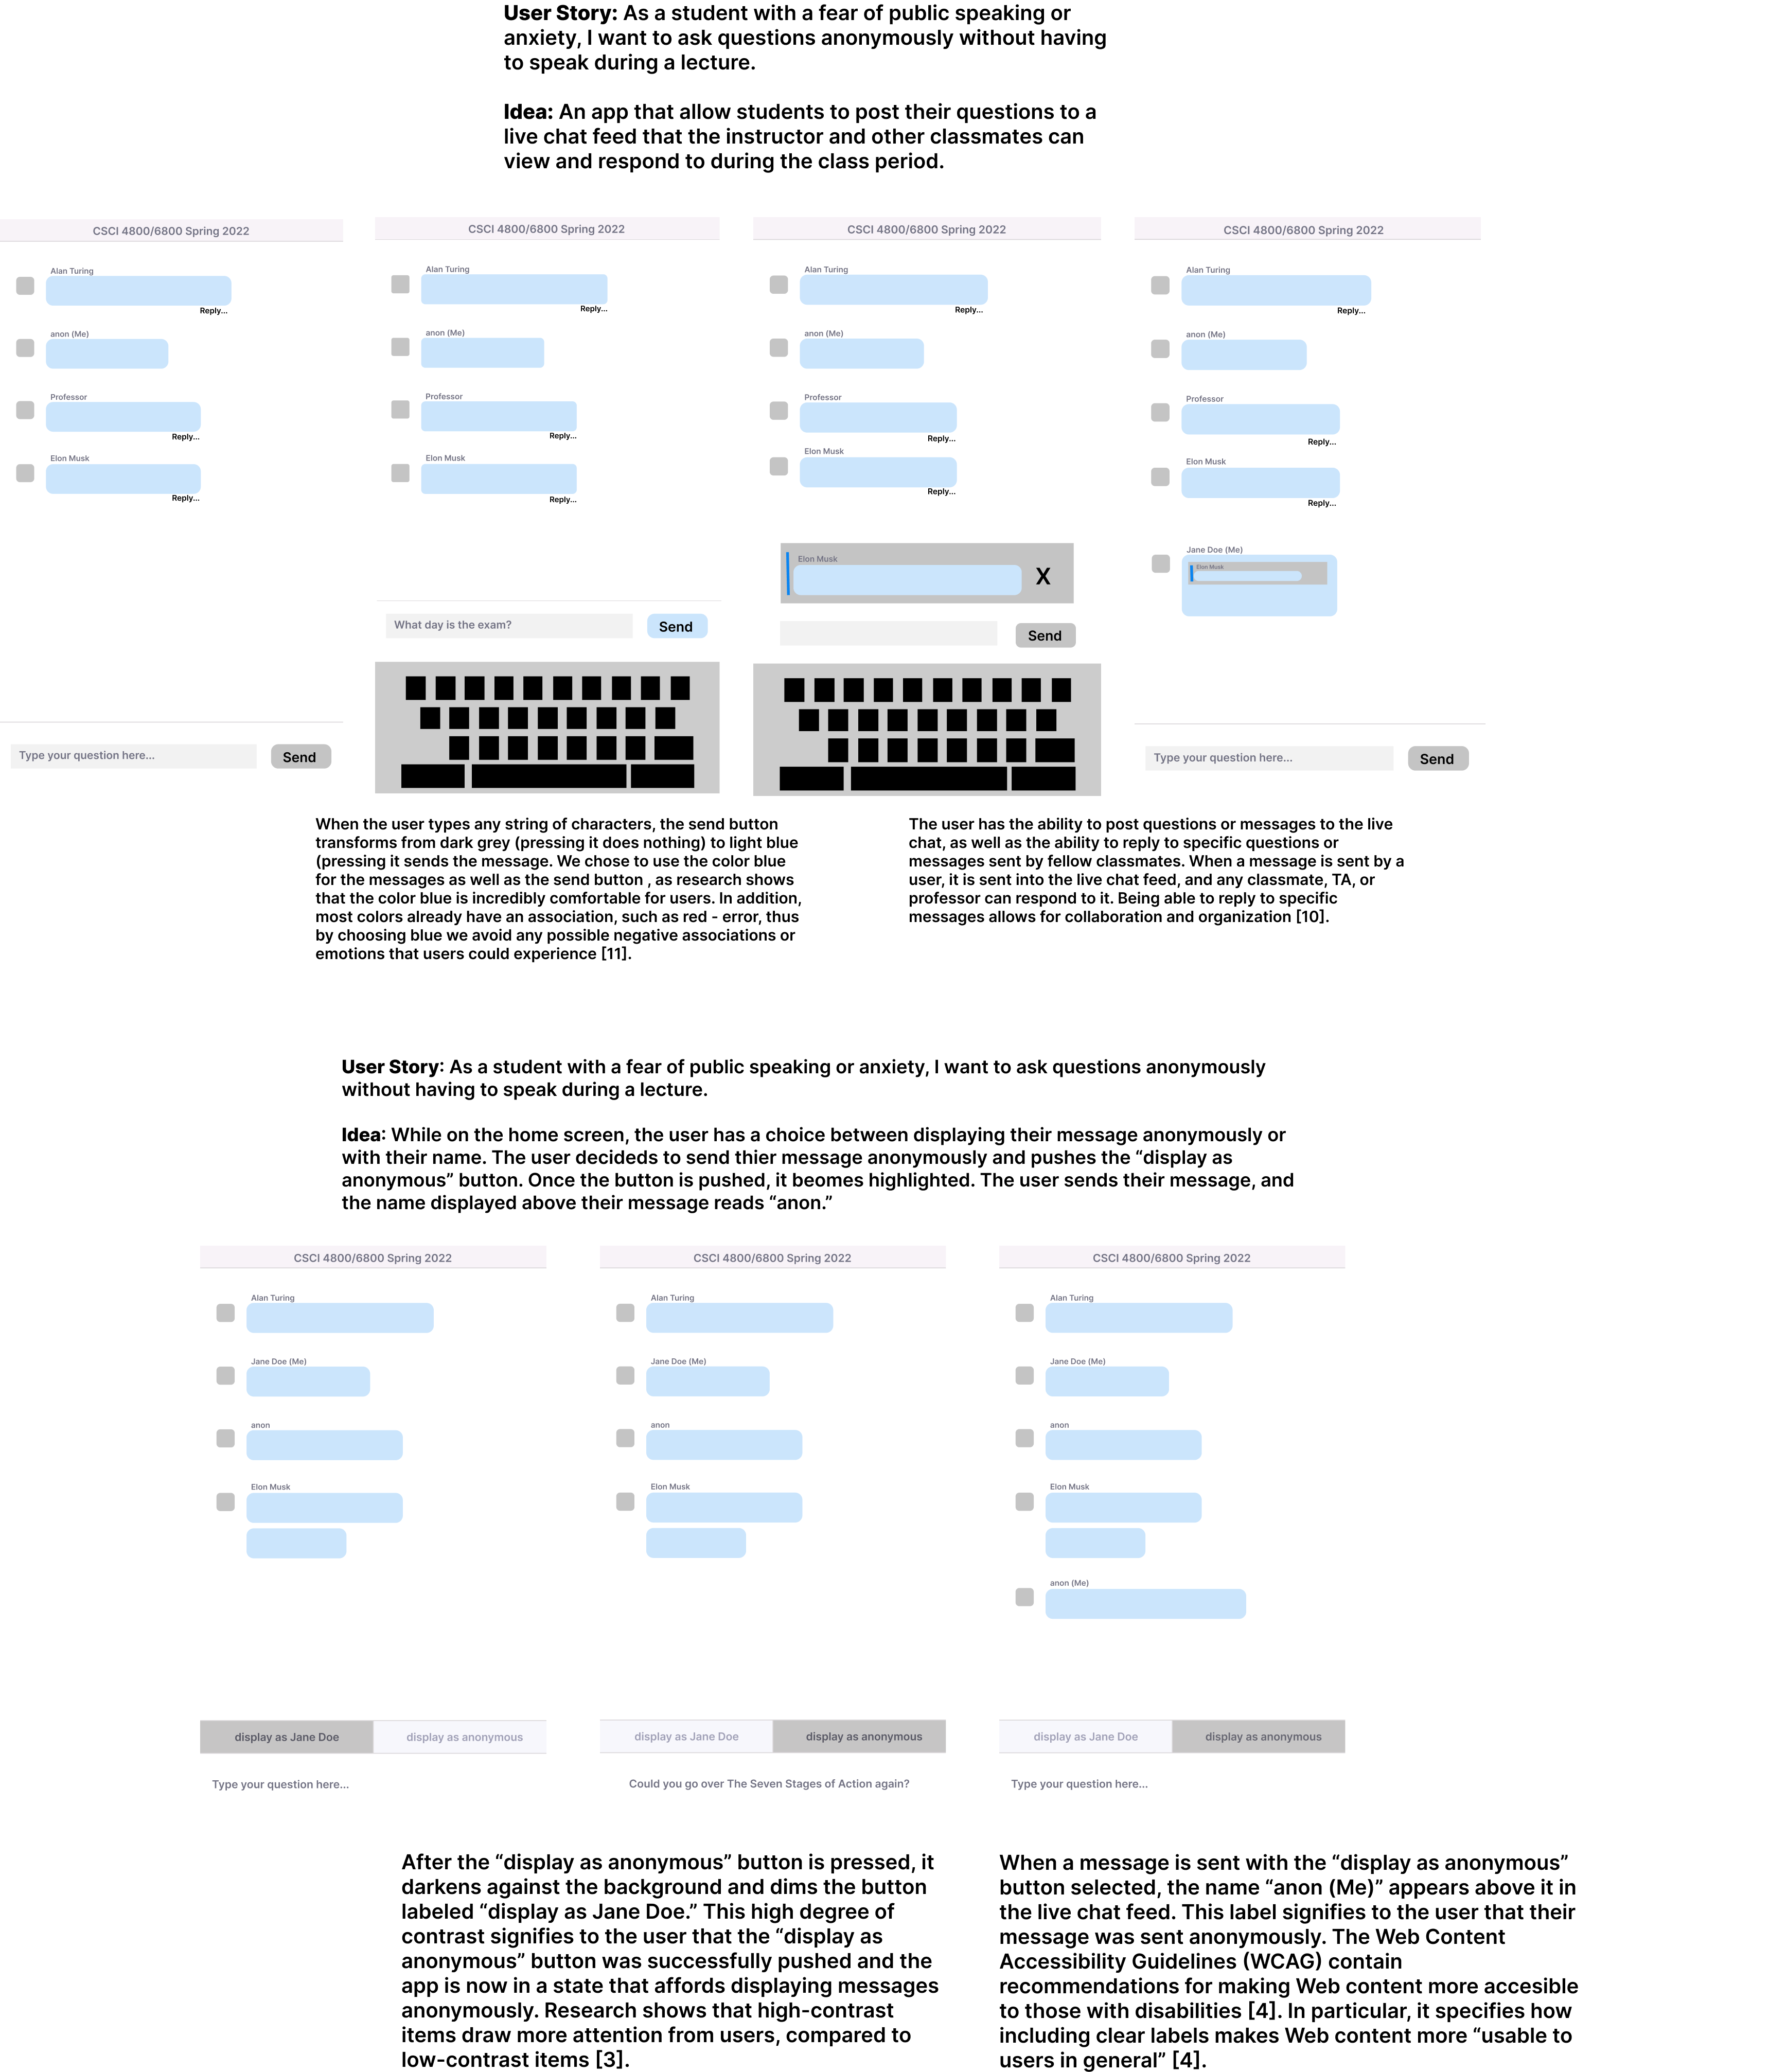 User Story: As a student with a fear of public speaking or
anxiety, I want to ask questions anonymously without having
to speak during a lecture.
Idea: An app that allow students to post their questions to a
live chat feed that the instructor and other classmates can
view and respond to during the class period.
CSCI 4800/6800 Spring 2022
Alan Turing
Reply...
anon (Me)
Professor
Reply...
Elon Musk
Reply...
Type your question here...
Send
CSCI 4800/6800 Spring 2022
Alan Turing
Reply...
anon (Me)
Professor
Reply...
Elon Musk
Reply...
What day is the exam?
Send
CSCI 4800/6800 Spring 2022
Alan Turing
Reply...
anon (Me)
Professor
Reply...
Elon Musk
Reply...
Elon Musk
X
Send
CSCI 4800/6800 Spring 2022
Alan Turing
Reply...
anon (Me)
Professor
Reply...
Elon Musk
Reply...
Jane Doe (Me)
Elon Musk
Type your question here...
Send
When the user types any string of characters, the send button
transforms from dark grey (pressing it does nothing) to light blue
(pressing it sends the message. We chose to use the color blue
for the messages as well as the send button , as research shows
that the color blue is incredibly comfortable for users. In addition,
most colors already have an association, such as red - error, thus
by choosing blue we avoid any possible negative associations or
emotions that users could experience [11].
The user has the ability to post questions or messages to the live
chat, as well as the ability to reply to specific questions or
messages sent by fellow classmates. When a message is sent by a
user, it is sent into the live chat feed, and any classmate, TA, or
professor can respond to it. Being able to reply to specific
messages allows for collaboration and organization [10].
User Story: As a student with a fear of public speaking or anxiety, I want to ask questions anonymously
without having to speak during a lecture.
Idea: While on the home screen, the user has a choice between displaying their message anonymously or
with their name. The user decideds to send thier message anonymously and pushes the “display as
anonymous” button. Once the button is pushed, it beomes highlighted. The user sends their message, and
the name displayed above their message reads “anon.”
CSCI 4800/6800 Spring 2022
Alan Turing
Jane Doe (Me)
anon
Elon Musk
display as Jane Doe
display as anonymous
Type your question here...
CSCI 4800/6800 Spring 2022
Alan Turing
Jane Doe (Me)
anon
Elon Musk
display as Jane Doe
display as anonymous
Could you go over The Seven Stages of Action again?
CSCI 4800/6800 Spring 2022
Alan Turing
Jane Doe (Me)
anon
Elon Musk
anon (Me)
display as Jane Doe
display as anonymous
Type your question here...
After the “display as anonymous” button is pressed, it
darkens against the background and dims the button
labeled “display as Jane Doe.” This high degree of
contrast signifies to the user that the “display as
anonymous” button was successfully pushed and the
app is now in a state that affords displaying messages
anonymously. Research shows that high-contrast
items draw more attention from users, compared to
low-contrast items [3].
When a message is sent with the “display as anonymous”
button selected, the name “anon (Me)” appears above it in
the live chat feed. This label signifies to the user that their
message was sent anonymously. The Web Content
Accessibility Guidelines (WCAG) contain
recommendations for making Web content more accesible
to those with disabilities [4]. In particular, it specifies how
including clear labels makes Web content more “usable to
users in general” [4].